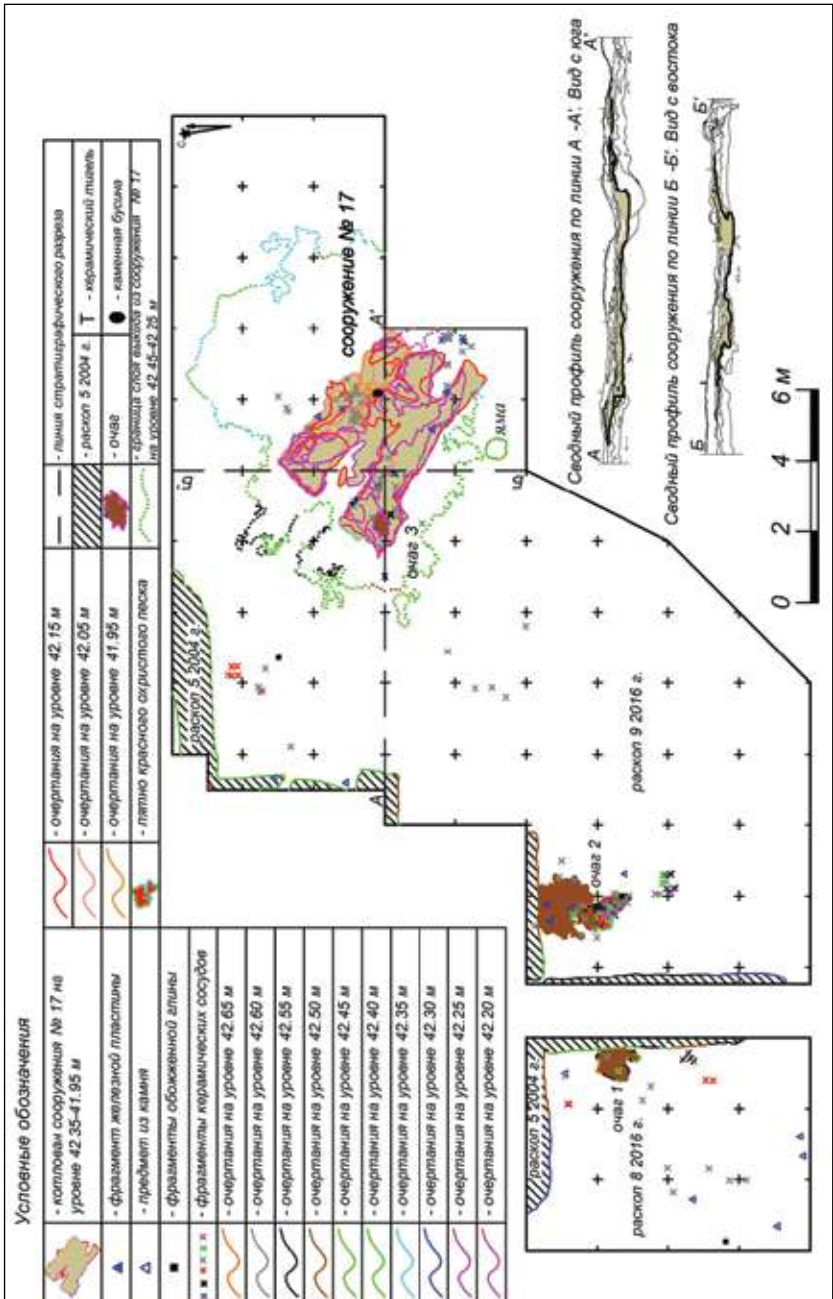 Условные обозначения
- котлован сооружения № 17 на
уровне 42.35-41.95 м
- фрагмент железной пластины
- предмет из камня
- фрагменты обожженной глины
- фрагменты керамических сосудов
- очертания на уровне 42.65 м
- очертания на уровне 42.60 м
- очертания на уровне 42.55 м
- очертания на уровне 42.50 м
- очертания на уровне 42.45 м
- очертания на уровне 42.40 м
- очертания на уровне 42.35 м
- очертания на уровне 42.30 м
- очертания на уровне 42.25 м
- очертания на уровне 42.20 м
- очертания на уровне 42.15 м
- очертания на уровне 42.05 м
- очертания на уровне 41.95 м
- пятно красного охристого песка
- линия стратиграфического разреза
- раскоп 5 2004 г.
Т - керамический тигель
- очаг
- каменная бусина
- граница слоя выкида из сооружения № 17
на уровне 42.45-42.25 м
С
раскоп 5 2004 г.
Б'
сооружение № 17
А
А'
очаг 3
яма
Б
раскоп 9 2016 г.
очаг 2
раскоп 5 2004 г.
очаг 1
раскоп 8 2016 г.
0 2 4 6 м
Сводный профиль сооружения по линии А -А'. Вид с юга
А А'
Сводный профиль сооружения по линии Б -Б'. Вид с востока
Б Б'